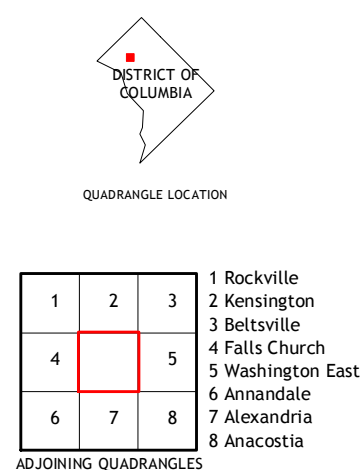 DISTRICT OF
COLUMBIA
QUADRANGLE LOCATION
1 2 3
4 5
6 7 8
1 Rockville
2 Kensington
3 Beltsville
4 Falls Church
5 Washington East
6 Annandale
7 Alexandria
8 Anacostia
ADJOINING QUADRANGLES